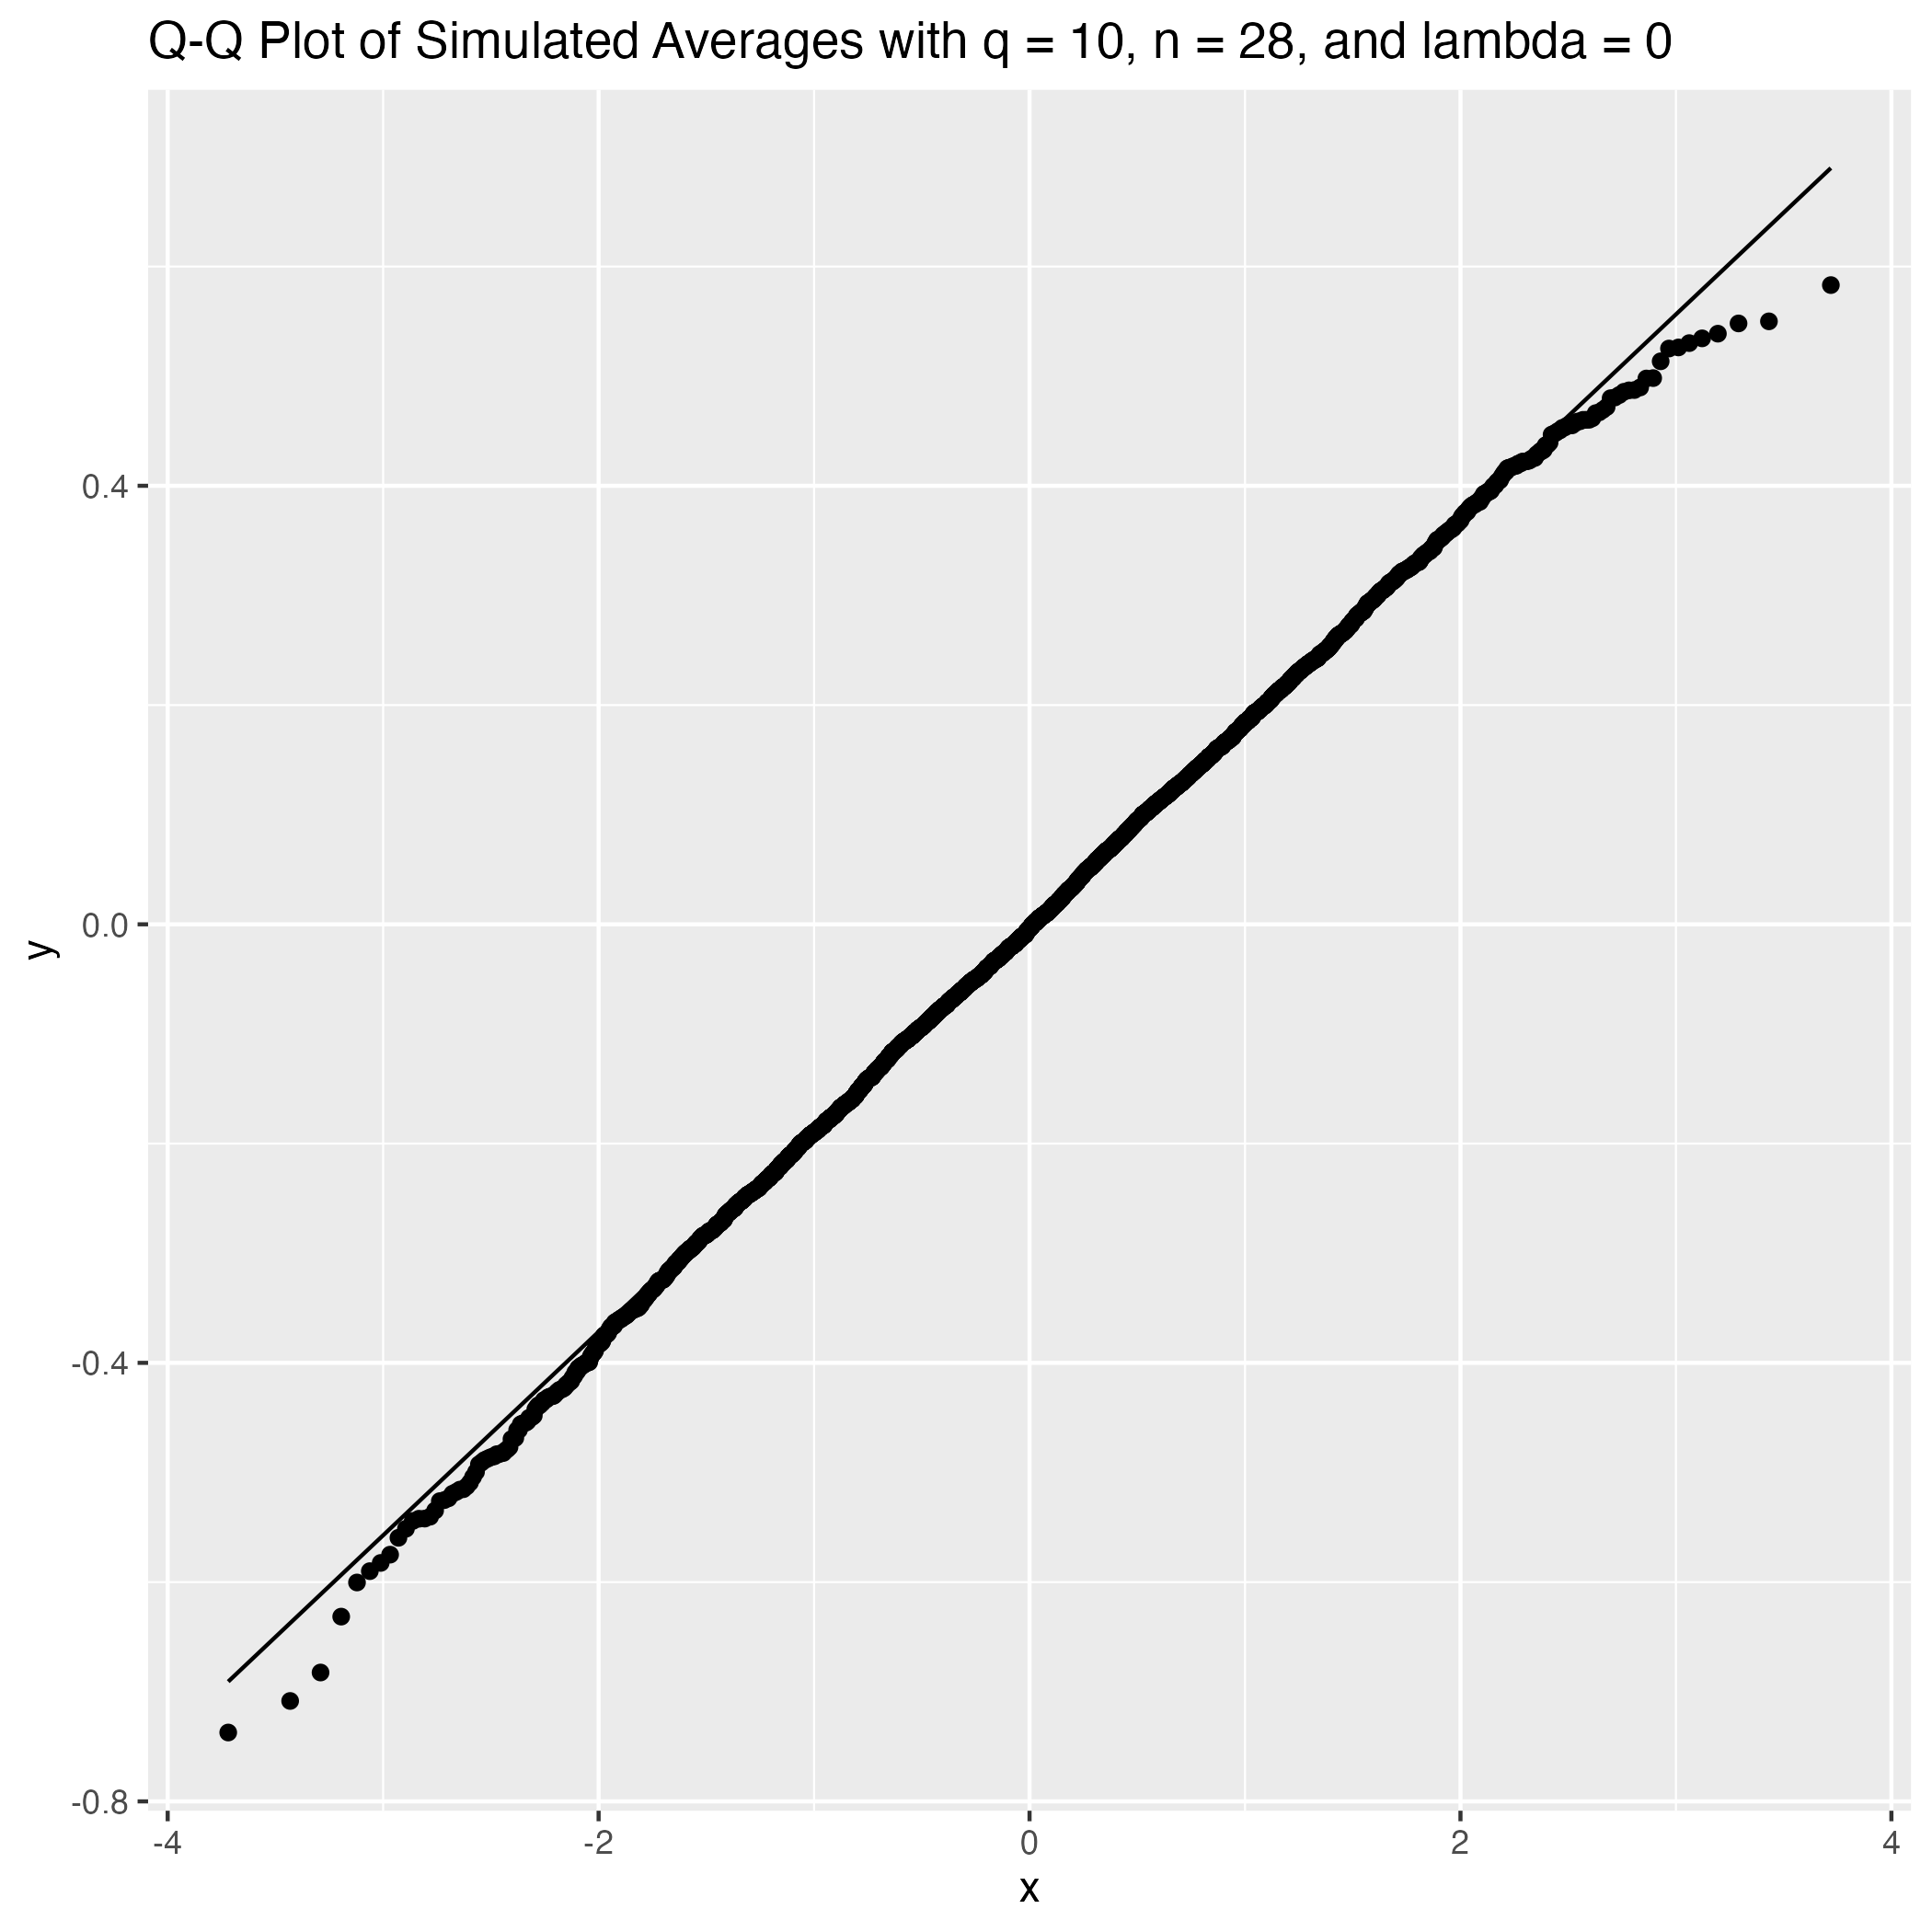 Q-Q Plot of Simulated Averages with q = 10, n = 28, and lambda = 0
0.4
0.0
-0.4
-0.8
y
-4 -2 0 2 4
x